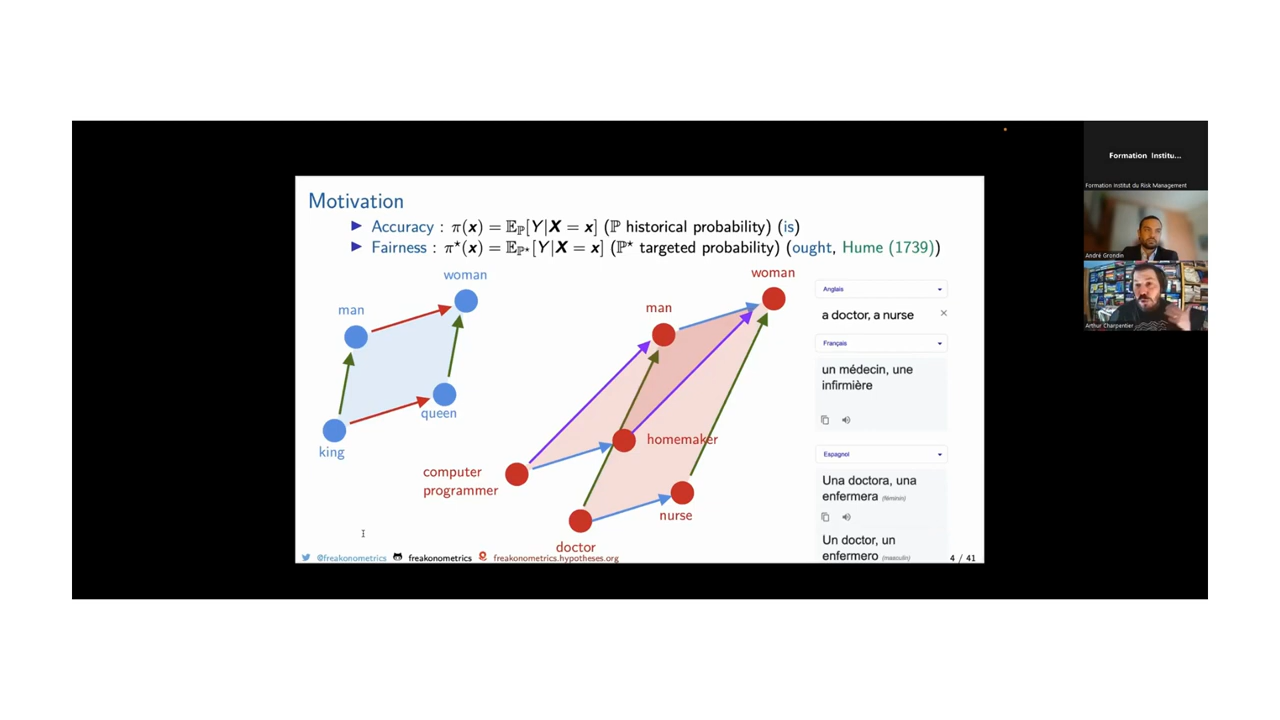 Formation Institu...
Formation Institut du Risk Management
André Grondin
Arthur Charpentier
Motivation
▶ Accuracy : π(x) = 𝔼ℙ[Y|X = x] (ℙ historical probability) (is)
▶ Fairness : π*(x) = 𝔼ℙ*[Y|X = x] (ℙ* targeted probability) (ought, Hume (1739))
woman
man
queen
king
woman
man
homemaker
computer
programmer
nurse
doctor
Anglais
a doctor, a nurse
Français
un médecin, une
infirmière
Espagnol
Una doctora, una
enfermera (féminin)
Un doctor, un
enfermero (masculin)
@freakonometrics freakonometrics freakonometrics.hypotheses.org 4 / 41